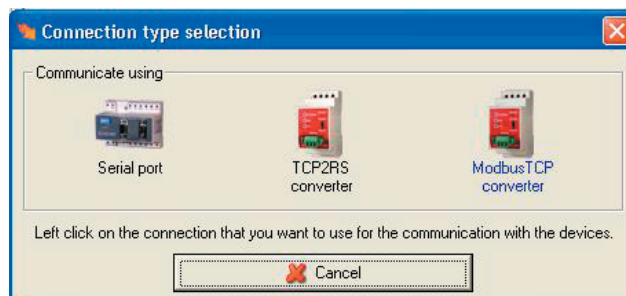 Connection type selection
Communicate using
Serial port
TCP2RS
converter
ModbusTCP
converter
Left click on the connection that you want to use for the communication with the devices.
Cancel